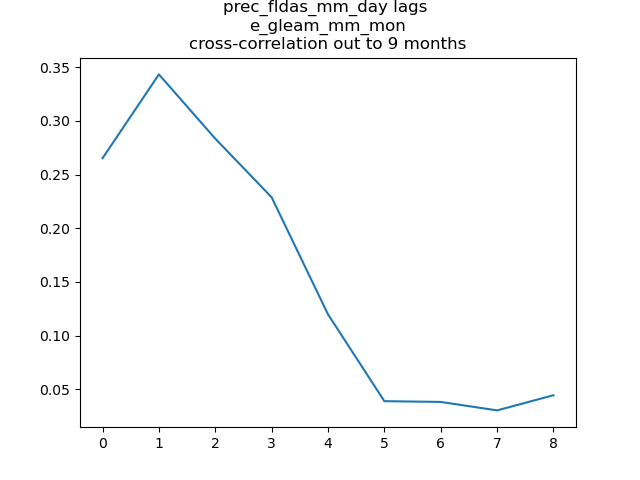 prec_fldas_mm_day lags
e_gleam_mm_mon
cross-correlation out to 9 months
0.35
0.30
0.25
0.20
0.15
0.10
0.05
0 1 2 3 4 5 6 7 8